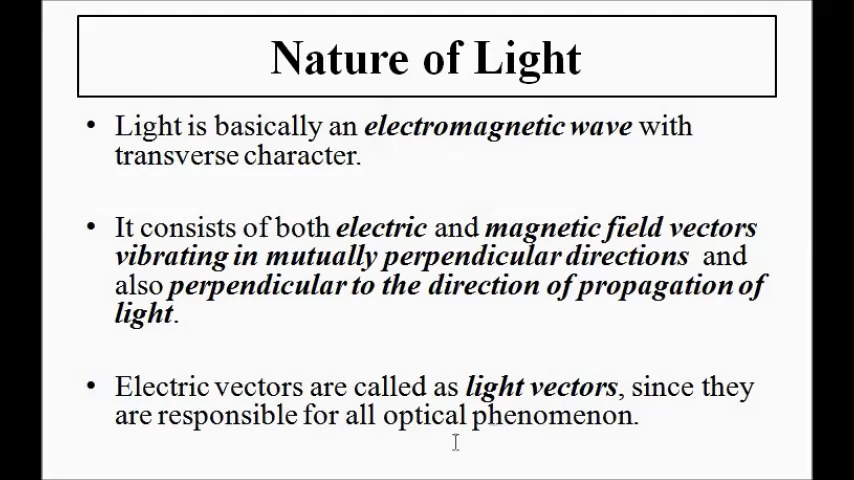 Nature of Light
• Light is basically an electromagnetic wave with
transverse character.
• It consists of both electric and magnetic field vectors
vibrating in mutually perpendicular directions and
also perpendicular to the direction of propagation of
light.
• Electric vectors are called as light vectors, since they
are responsible for all optical phenomenon.